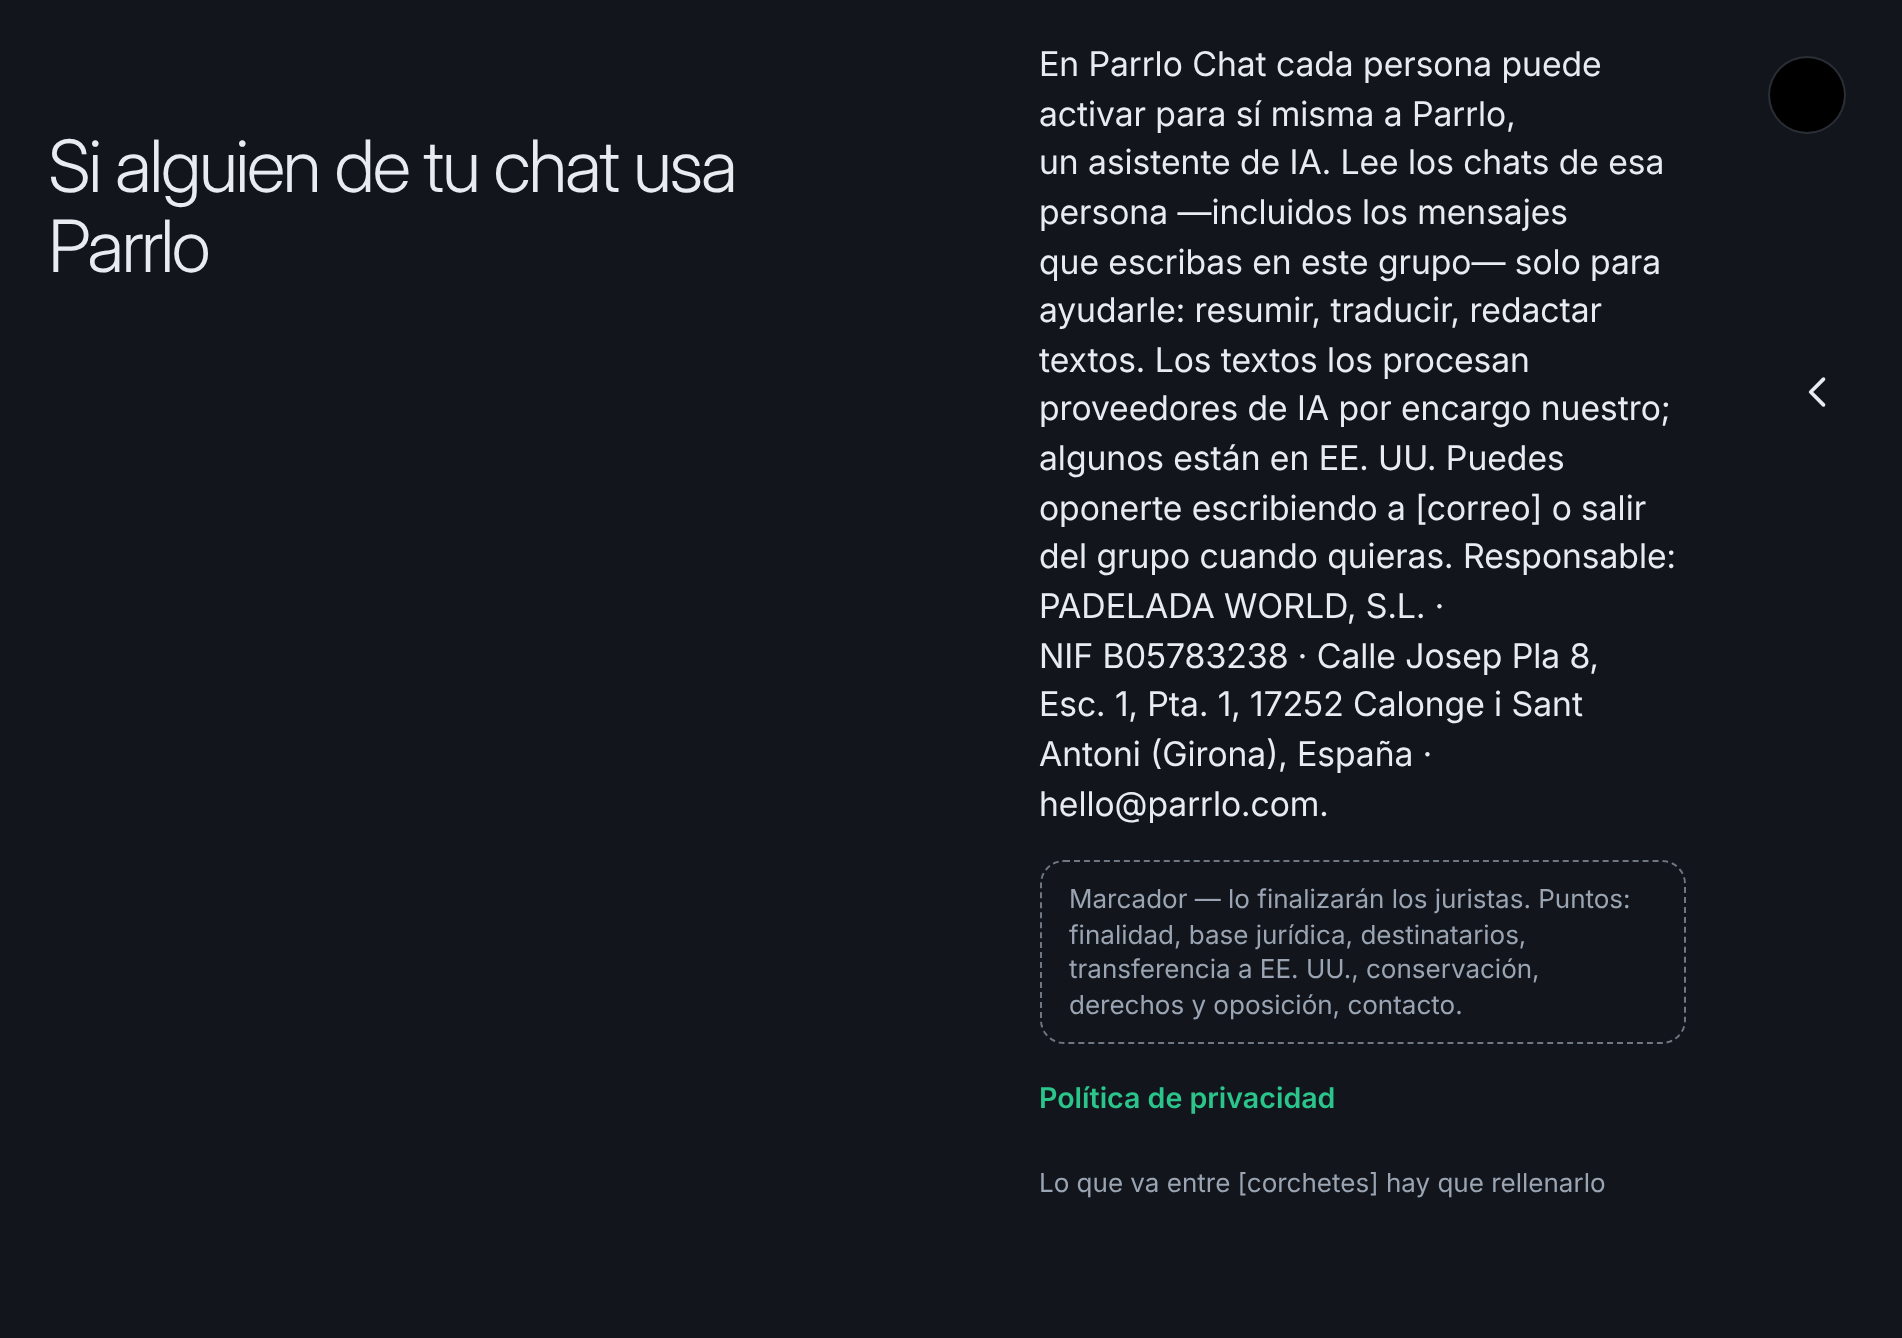 Si alguien de tu chat usa
Parrlo
En Parrlo Chat cada persona puede
activar para sí misma a Parrlo,
un asistente de IA. Lee los chats de esa
persona —incluidos los mensajes
que escribas en este grupo— solo para
ayudarle: resumir, traducir, redactar
textos. Los textos los procesan
proveedores de IA por encargo nuestro;
algunos están en EE. UU. Puedes
oponerte escribiendo a [correo] o salir
del grupo cuando quieras. Responsable:
PADELADA WORLD, S.L. ·
NIF B05783238 · Calle Josep Pla 8,
Esc. 1, Pta. 1, 17252 Calonge i Sant
Antoni (Girona), España ·
hello@parrlo.com.
Marcador — lo finalizarán los juristas. Puntos:
finalidad, base jurídica, destinatarios,
transferencia a EE. UU., conservación,
derechos y oposición, contacto.
Política de privacidad
Lo que va entre [corchetes] hay que rellenarlo